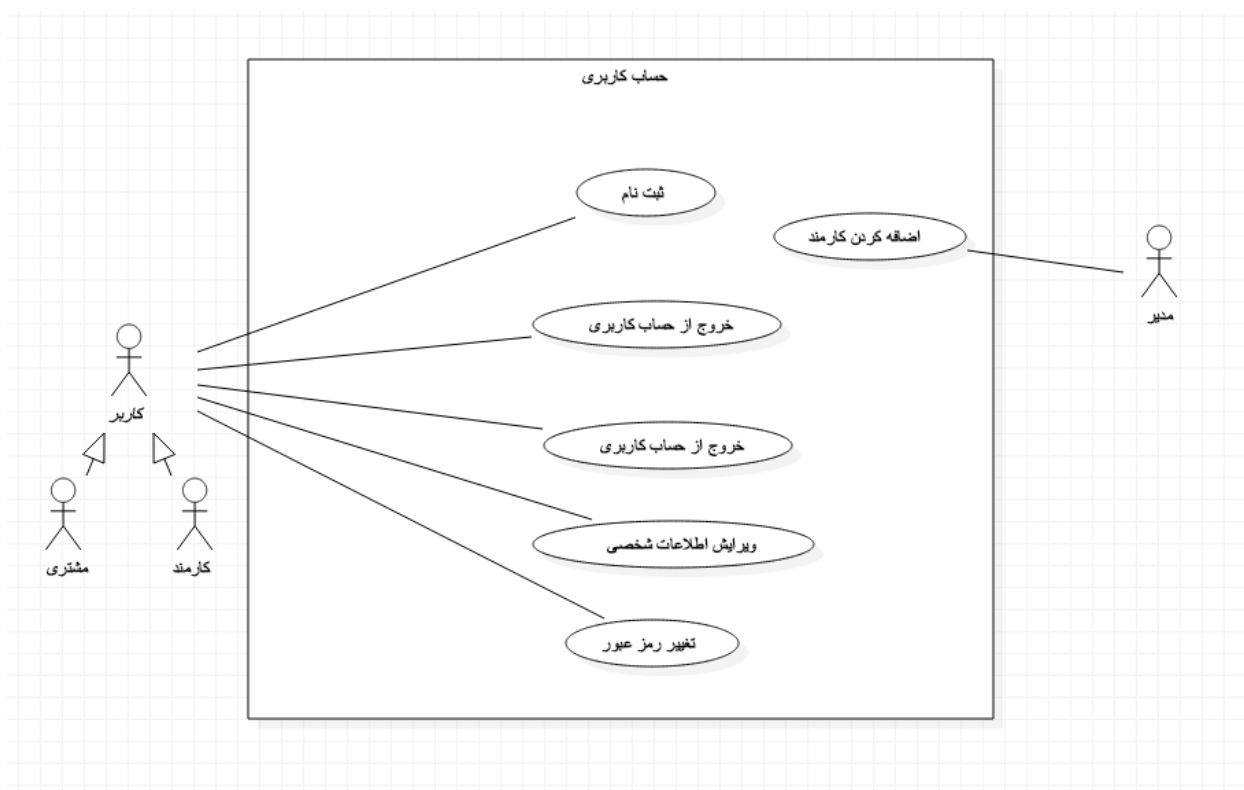 حساب کاربری
ثبت نام
اضافه کردن کارمند
مدیر
خروج از حساب کاربری
کاربر
خروج از حساب کاربری
ویرایش اطلاعات شخصی
مشتری
کارمند
تغییر رمز عبور